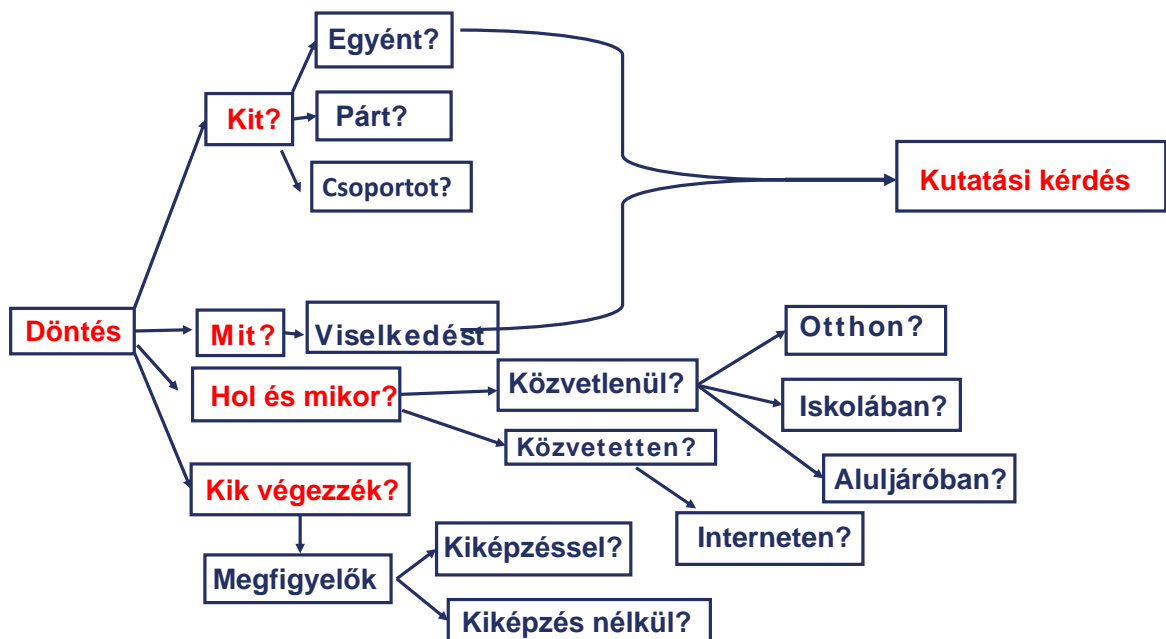 Egyént?
Kit?
Párt?
Csoportot?
Kutatási kérdés
Döntés
Mit?
Viselkedést
Otthon?
Hol és mikor?
Közvetlenül?
Iskolában?
Közvetetten?
Aluljáróban?
Kik végezzék?
Interneten?
Megfigyelők
Kiképzéssel?
Kiképzés nélkül?